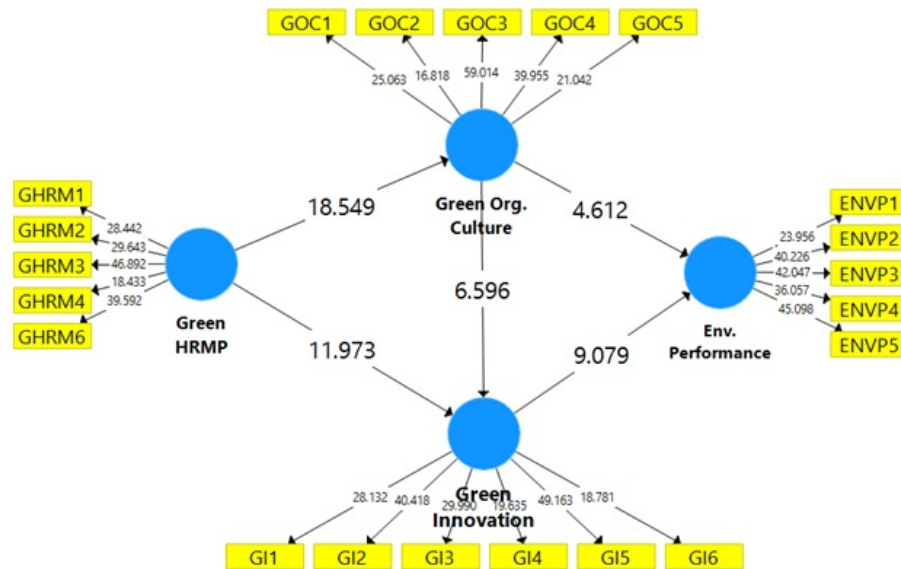 GOC1 GOC2 GOC3 GOC4 GOC5
25.063 16.818 59.014 39.955 21.042
GHRM1
GHRM2
GHRM3
GHRM4
GHRM6
28.442
29.643
46.892
18.433
39.592
Green
HRMP
18.549
11.973
Green Org.
Culture
6.596
4.612
9.079
ENVP1
ENVP2
ENVP3
ENVP4
ENVP5
23.956
40.226
42.047
36.057
45.098
Env.
Performance
Green
Innovation
28.132 40.418 29.990 19.635 49.163 18.781
GI1 GI2 GI3 GI4 GI5 GI6